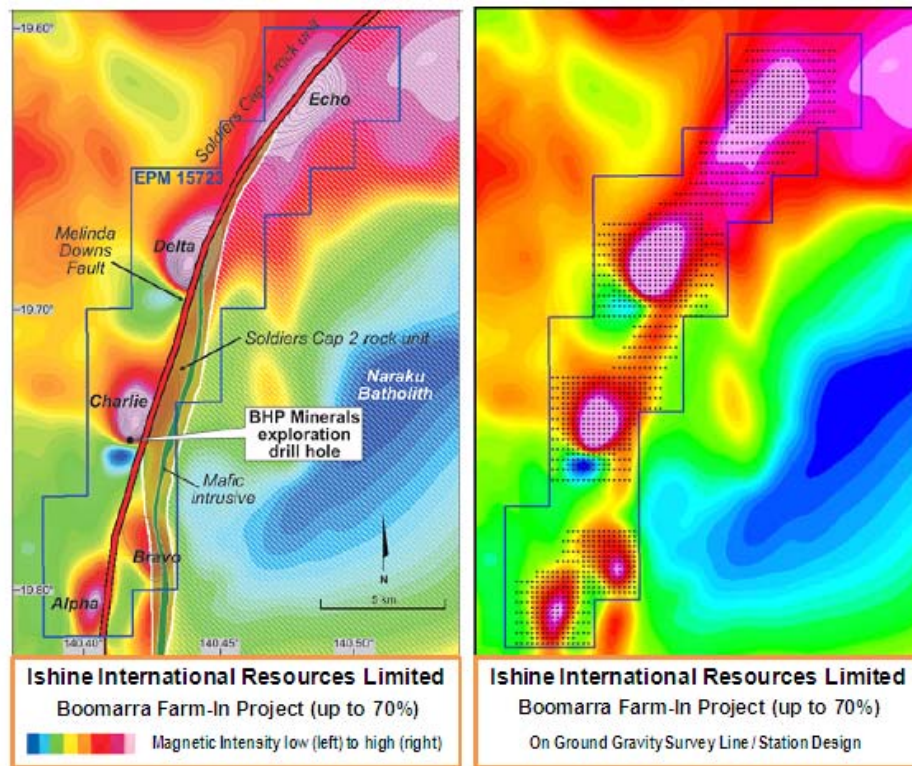 19.60°
Soldiers Cap 3 rock unit
Echo
EPM 15723
Melinda
Downs
Fault
Delta
19.70°
Soldiers Cap 2 rock unit
Charlie
Naraku
Batholith
BHP Minerals
exploration
drill hole
Mafic
intrusive
Bravo
N
19.80°
Alpha
5 km
140.40°
140.45°
140.50°
Ishine International Resources Limited
Boomarra Farm-In Project (up to 70%)
Magnetic Intensity low (left) to high (right)
Ishine International Resources Limited
Boomarra Farm-In Project (up to 70%)
On Ground Gravity Survey Line / Station Design